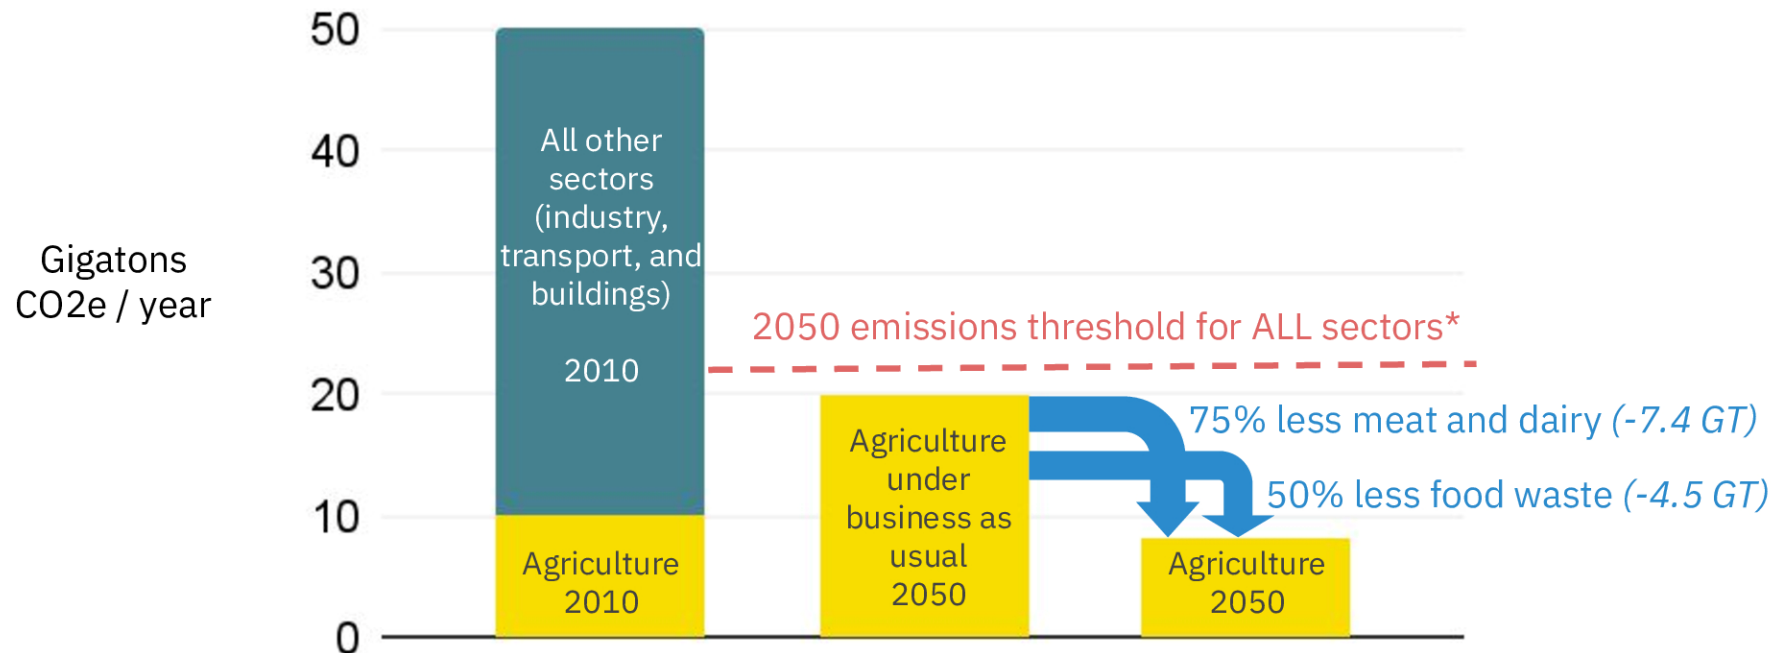 50
40
30
20
10
0
Gigatons
CO2e / year
All other
sectors
(industry,
transport, and
buildings)
2010
Agriculture
2010
2050 emissions threshold for ALL sectors*
Agriculture
under
business as
usual
2050
75% less meat and dairy (-7.4 GT)
50% less food waste (-4.5 GT)
Agriculture
2050